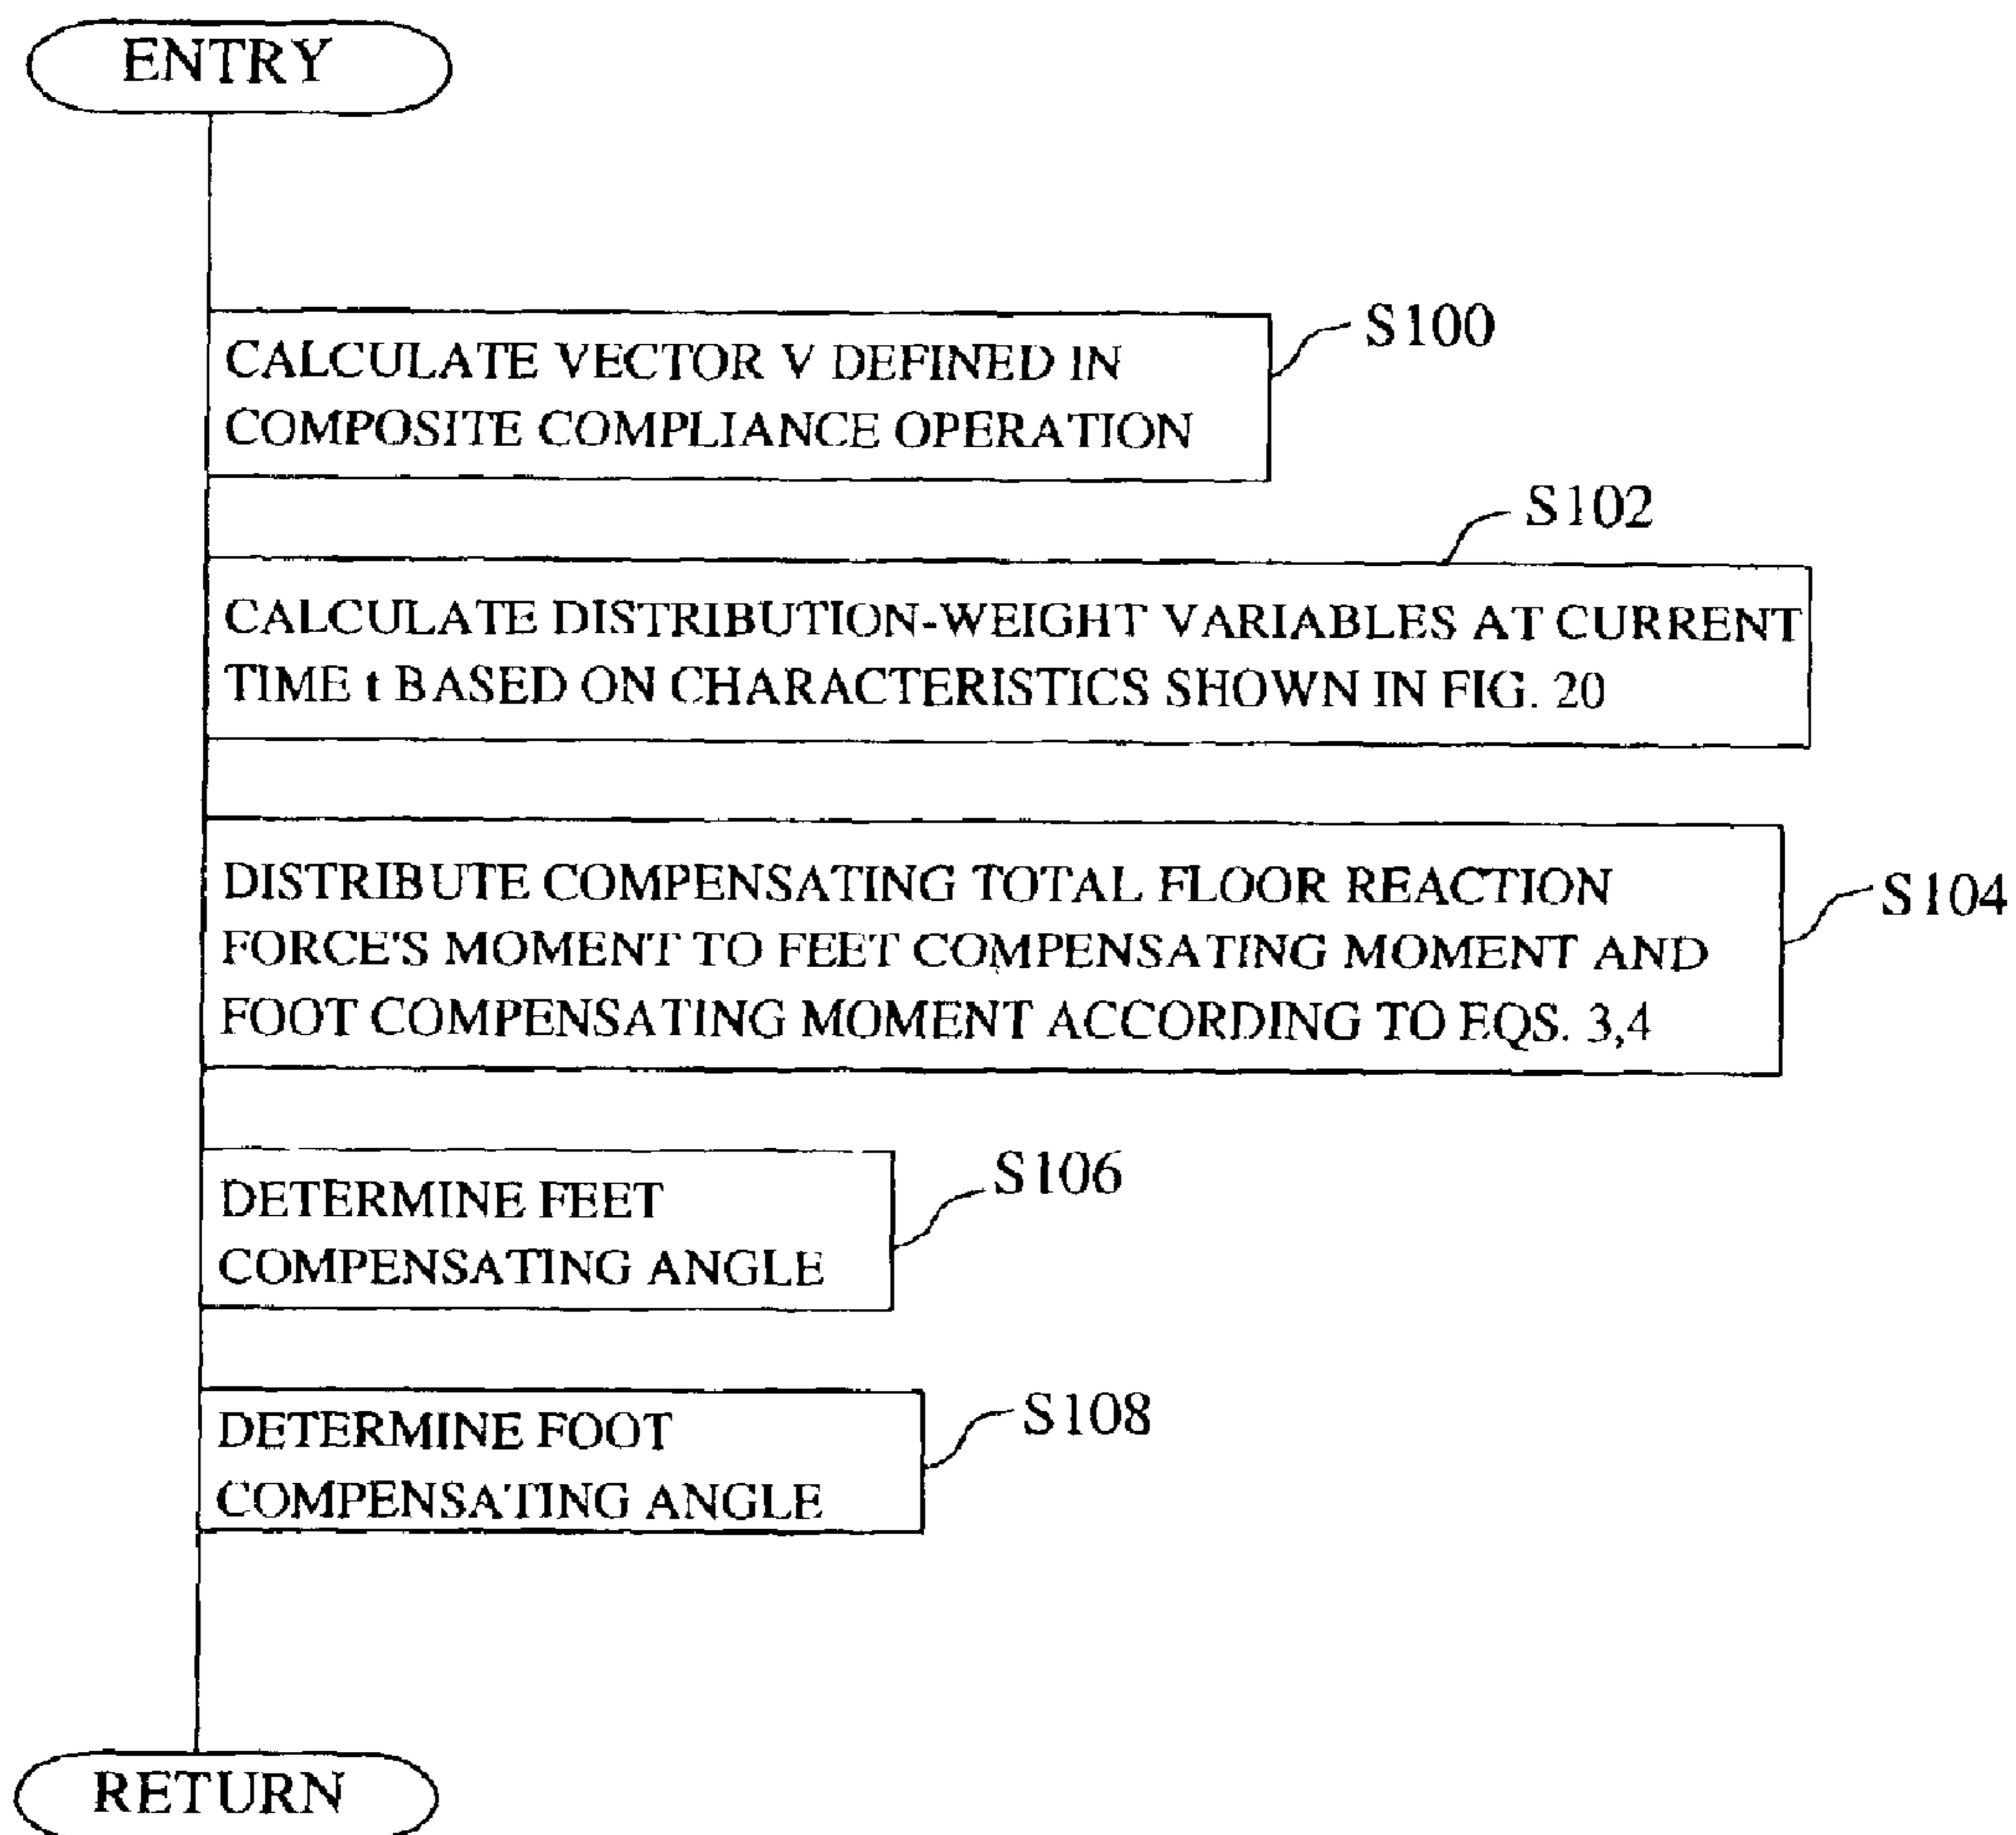 ENTRY
S100
CALCULATE VECTOR V DEFINED IN
COMPOSITE COMPLIANCE OPERATION
S102
CALCULATE DISTRIBUTION-WEIGHT VARIABLES AT CURRENT
TIME t BASED ON CHARACTERISTICS SHOWN IN FIG. 20
DISTRIBUTE COMPENSATING TOTAL FLOOR REACTION
FORCE'S MOMENT TO FEET COMPENSATING MOMENT AND
FOOT COMPENSATING MOMENT ACCORDING TO EQS. 3,4
S104
S106
DETERMINE FEET
COMPENSATING ANGLE
S108
DETERMINE FOOT
COMPENSATING ANGLE
RETURN